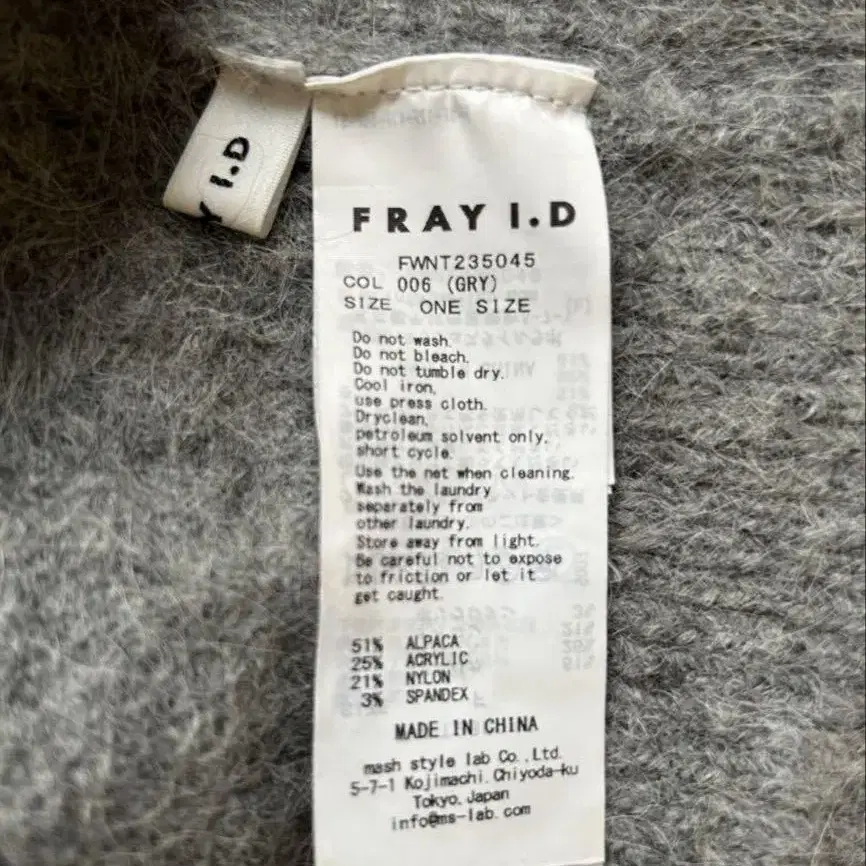 Y I.D
FRAY I.D
FWNT235045
COL 006 (GRY)
SIZE ONE SIZE
Do not wash.
Do not bleach.
Do not tumble dry.
Cool iron.
use press cloth.
Dryclean.
petroleum solvent only.
short cycle.
Use the net when cleaning.
Wash the laundry
separately from
other laundry.
Store away from light.
Be careful not to expose
to friction or let it
get caught.
51% ALPACA
25% ACRYLIC
21% NYLON
3% SPANDEX
MADE IN CHINA
mash style lab Co.,Ltd.
5-7-1 Kojimachi.Chiyoda-ku
Tokyo.Japan
info@ms-lab.com